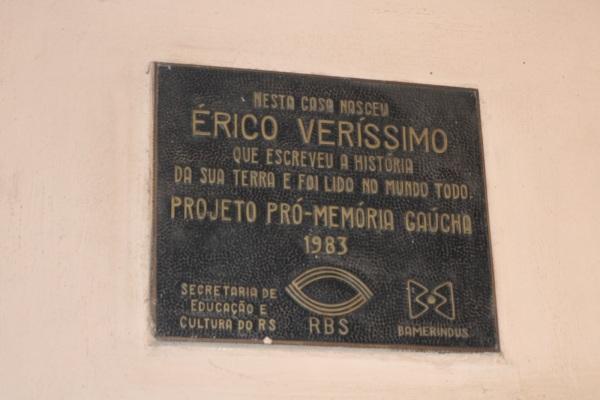 NESTA CASA NASCEU
ÉRICO VERÍSSIMO
QUE ESCREVEU A HISTÓRIA
DA SUA TERRA E FOI LIDO NO MUNDO TODO.
PROJETO PRÓ-MEMÓRIA GAÚCHA
1983
SECRETARIA DE
EDUCAÇÃO E
CULTURA DO RS
RBS
BAMERINDUS